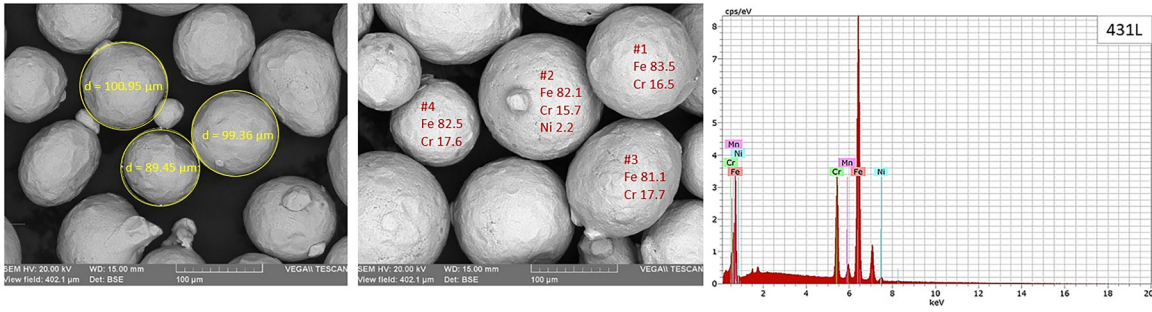 d = 100.95 µm
d = 99.36 µm
d = 89.45 µm
SEM HV: 20.00 kV WD: 15.00 mm VEGA\\ TESCAN
View field: 402.1 µm Det: BSE 100 µm
#1
Fe 83.5
Cr 16.5
#2
Fe 82.1
Cr 15.7
Ni 2.2
#4
Fe 82.5
Cr 17.6
#3
Fe 81.1
Cr 17.7
SEM HV: 20.00 kV WD: 15.00 mm VEGA\\ TESCAN
View field: 402.1 µm Det: BSE 100 µm
cps/eV
431L
8
7
6
5
4
3
2
1
0
Mn
Ni
Cr
Fe
Cr
Mn
Fe
Ni
2 4 6 8 10 12 14 16 18 20
keV